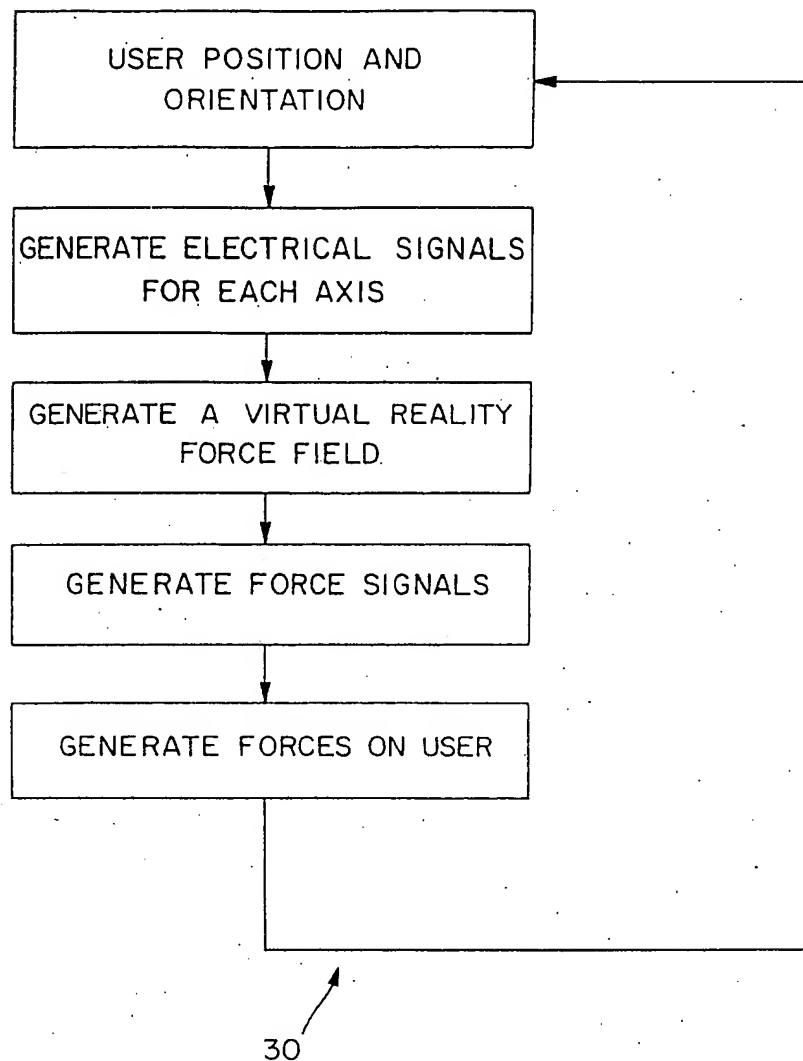 USER POSITION AND
ORIENTATION
GENERATE ELECTRICAL SIGNALS
FOR EACH AXIS
GENERATE A VIRTUAL REALITY
FORCE FIELD.
GENERATE FORCE SIGNALS
GENERATE FORCES ON USER
30